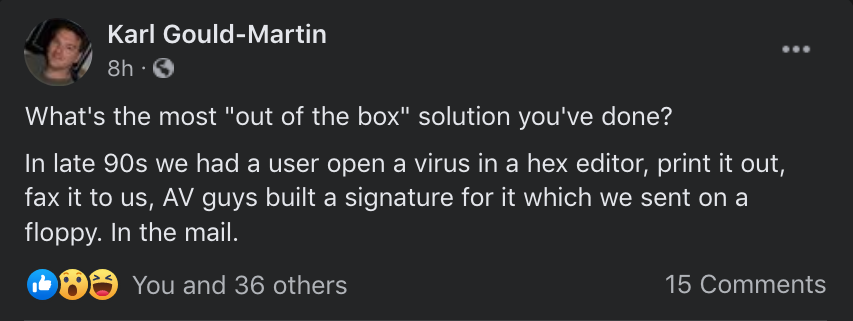 Karl Gould-Martin
8h ·
What's the most "out of the box" solution you've done?
In late 90s we had a user open a virus in a hex editor, print it out,
fax it to us, AV guys built a signature for it which we sent on a
floppy. In the mail.
You and 36 others
15 Comments